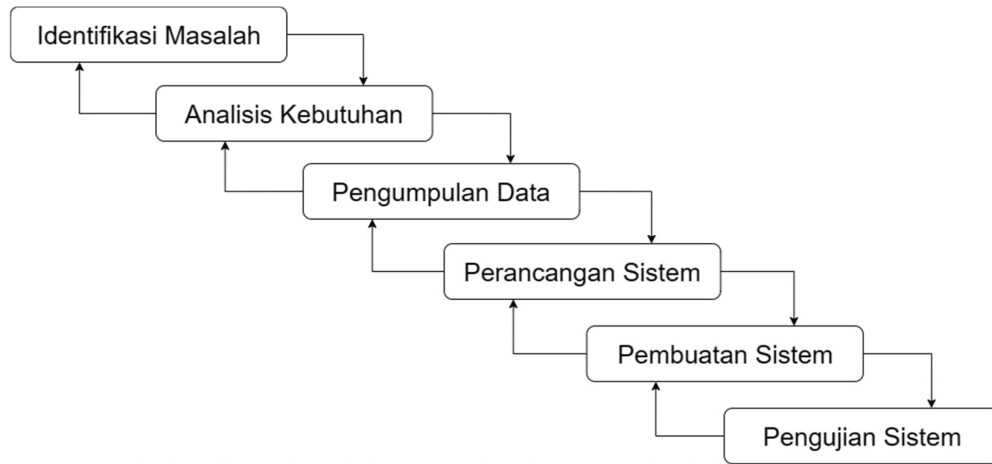 Identifikasi Masalah
Analisis Kebutuhan
Pengumpulan Data
Perancangan Sistem
Pembuatan Sistem
Pengujian Sistem